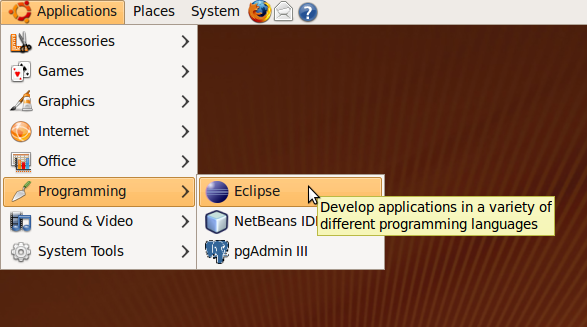 Applications Places System
Accessories
Games
Graphics
Internet
Office
Programming
Eclipse
Sound & Video
NetBeans IDE
System Tools
pgAdmin III
Develop applications in a variety of
different programming languages